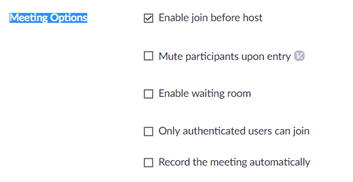 Meeting Options
Enable join before host
Mute participants upon entry
Enable waiting room
Only authenticated users can join
Record the meeting automatically